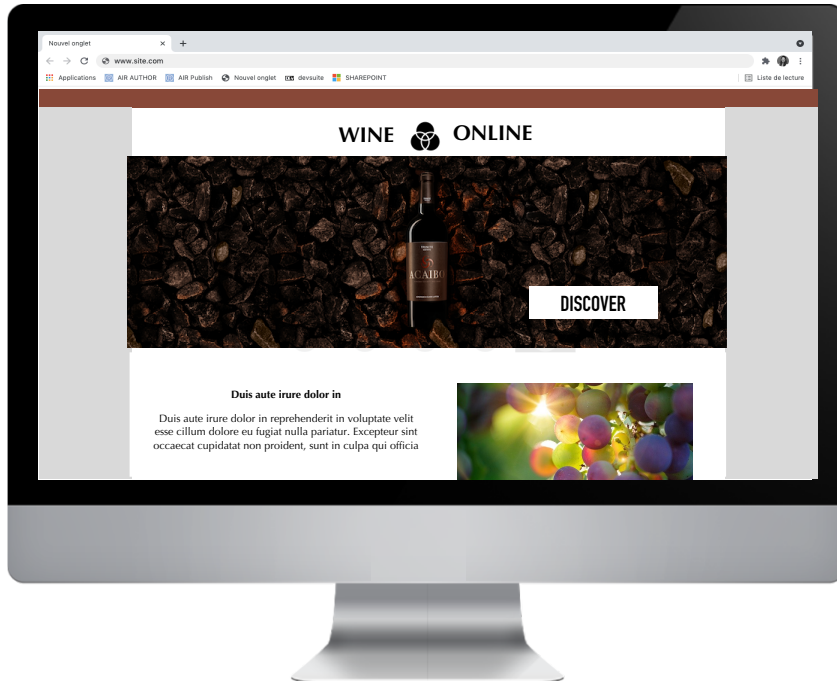 Nouvel onglet
www.site.com
Applications AIR AUTHOR AIR Publish Nouvel onglet devsuite SHAREPOINT Liste de lecture
WINE ONLINE
ACAIBO
DISCOVER
Duis aute irure dolor in
Duis aute irure dolor in reprehenderit in voluptate velit
esse cillum dolore eu fugiat nulla pariatur. Excepteur sint
occaecat cupidatat non proident, sunt in culpa qui officia